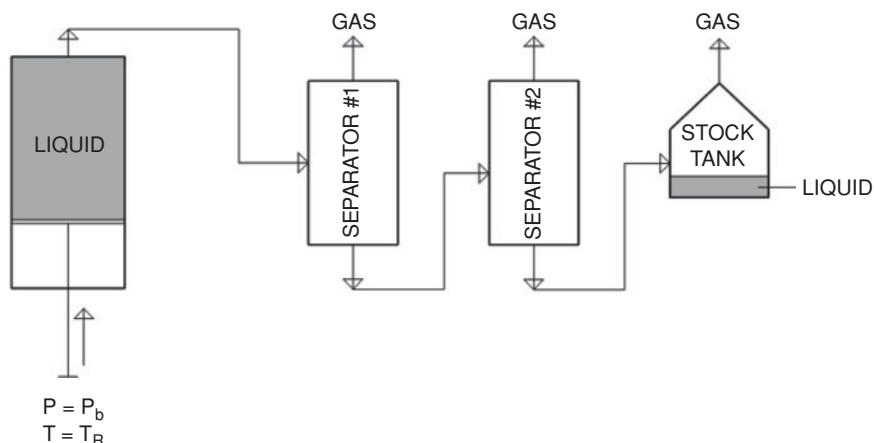 GAS
GAS
GAS
LIQUID
SEPARATOR #1
SEPARATOR #2
STOCK
TANK
LIQUID
P = P_b
T = T_R